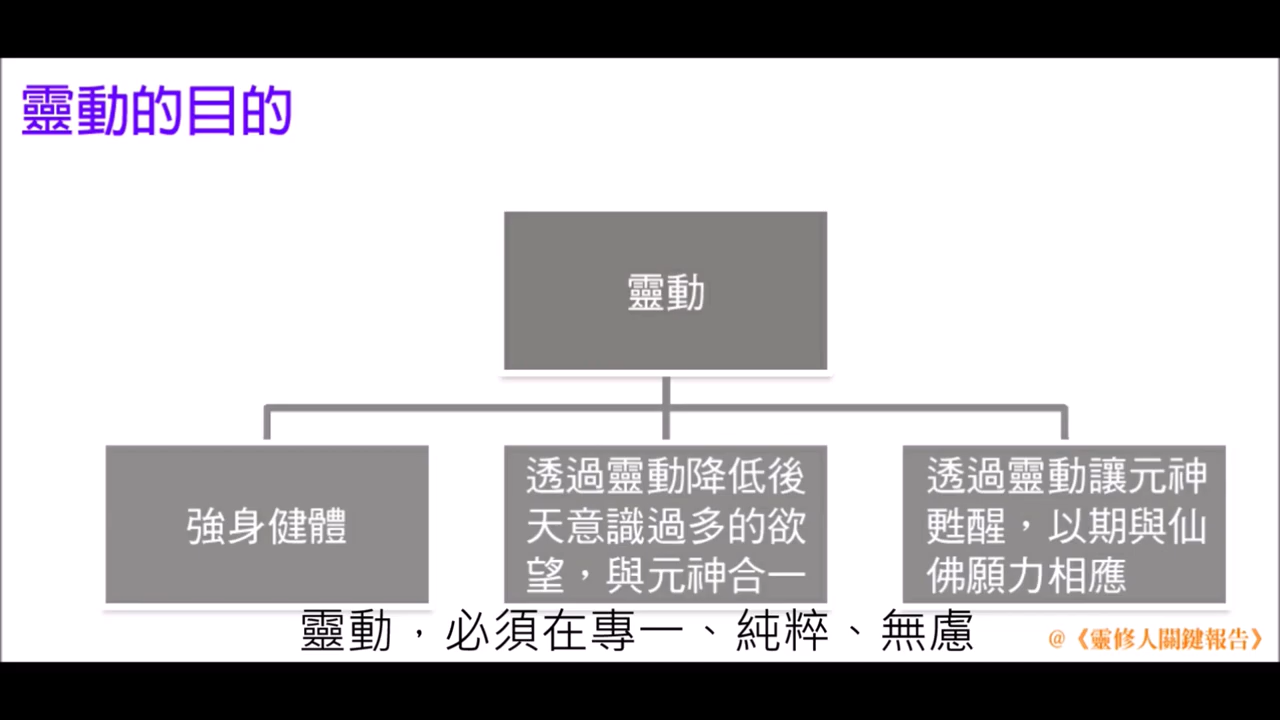 靈動的目的
靈動
強身健體
透過靈動降低後
天意識過多的欲
望，與元神合一
透過靈動讓元神
甦醒，以期與仙
佛願力相應
靈動，必須在專一、純粹、無慮
@《靈修人關鍵報告》